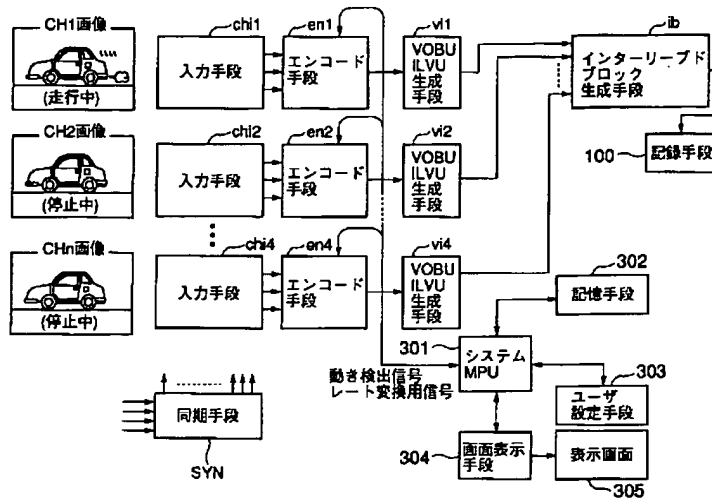 CH1画像
(走行中)
chi1
入力手段
en1
エンコード
手段
vi1
VOBU
ILVU
生成
手段
ib
インターリーブド
ブロック
生成手段
100
記録手段
CH2画像
(停止中)
chi2
入力手段
en2
エンコード
手段
vi2
VOBU
ILVU
生成
手段
CHn画像
(停止中)
chi4
入力手段
en4
エンコード
手段
vi4
VOBU
ILVU
生成
手段
302
記憶手段
301
システム
MPU
動き検出信号
レート変換用信号
303
ユーザ
設定手段
同期手段
SYN
304
画面表示
手段
表示画面
305